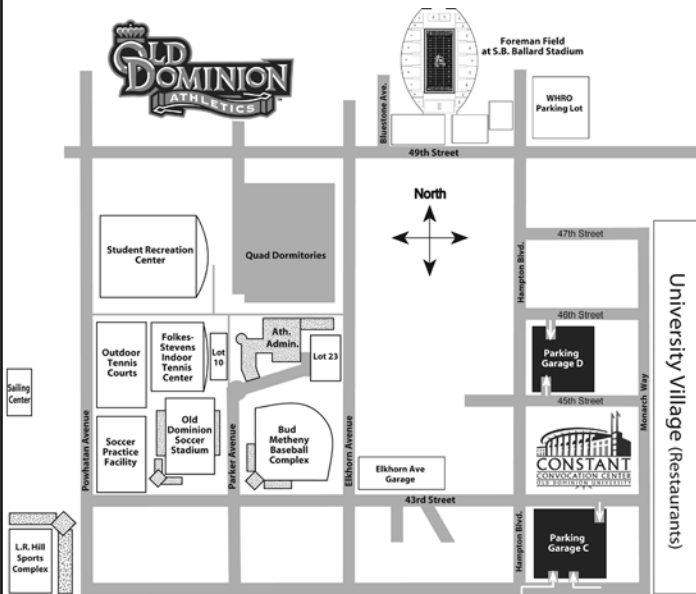 OLD
DOMINION
ATHLETICS
Foreman Field
at S.B. Ballard Stadium
Bluestone Ave.
WHRO
Parking Lot
49th Street
North
47th Street
Student Recreation
Center
Quad Dormitories
Hampton Blvd.
46th Street
Outdoor
Tennis
Courts
Folkes-
Stevens
Indoor
Tennis
Center
Lot
10
Ath.
Admin.
Lot 23
Parking
Garage D
University Village (Restaurants)
Monarch Way
Sailing
Center
45th Street
Powhatan Avenue
Soccer
Practice
Facility
Old
Dominion
Soccer
Stadium
Parker Avenue
Bud
Metheny
Baseball
Complex
Elkhorn Avenue
Elkhorn Ave
Garage
CONSTANT
CONVOCATION CENTER
OLD DOMINION UNIVERSITY
43rd Street
L.R. Hill
Sports
Complex
Hampton Blvd.
Parking
Garage C